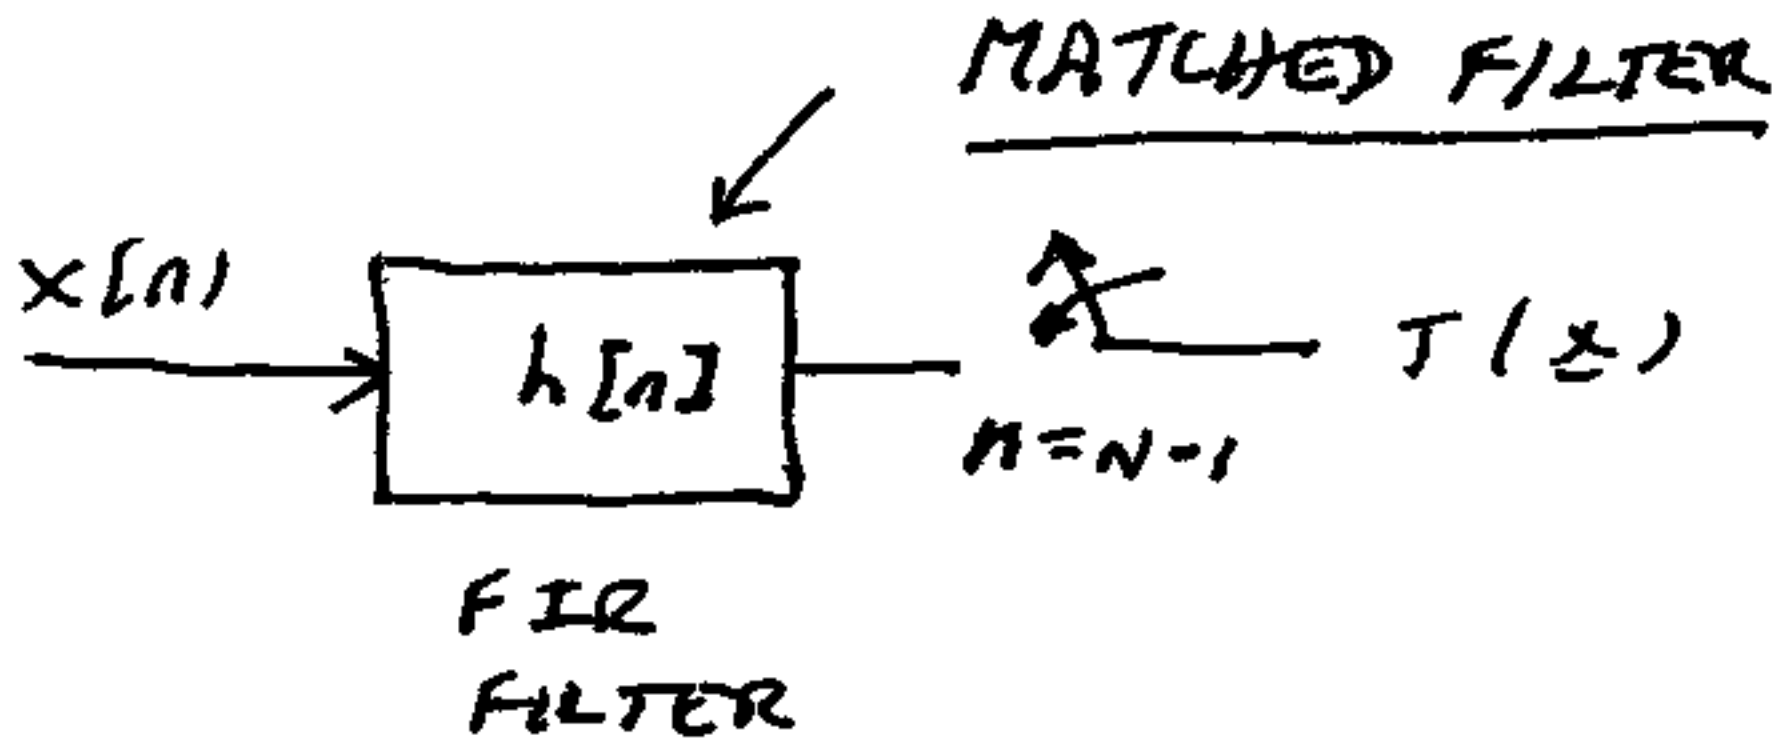 MATCHED FILTER
x[n]
h[n]
T(x)
n=N-1
FIR
FILTER